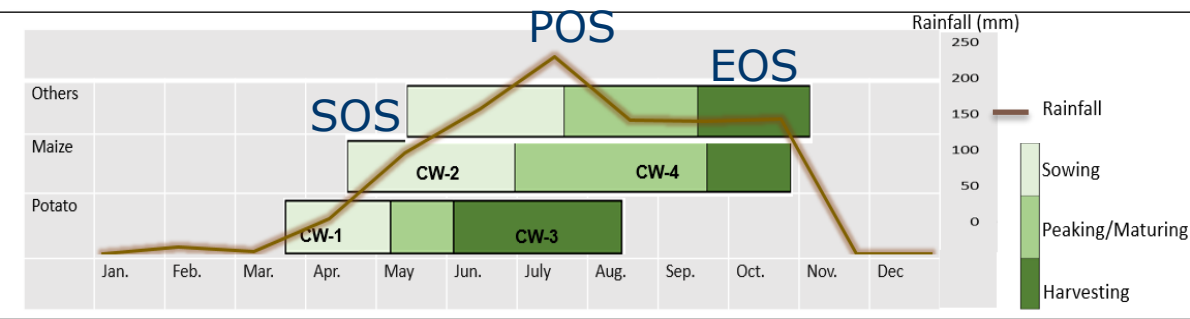 POS
Rainfall (mm)
EOS
SOS
250
200
150
100
50
0
Others
Maize
Potato
CW-2
CW-4
CW-1
CW-3
Jan. Feb. Mar. Apr. May Jun. July Aug. Sep. Oct. Nov. Dec
Rainfall
Sowing
Peaking/Maturing
Harvesting